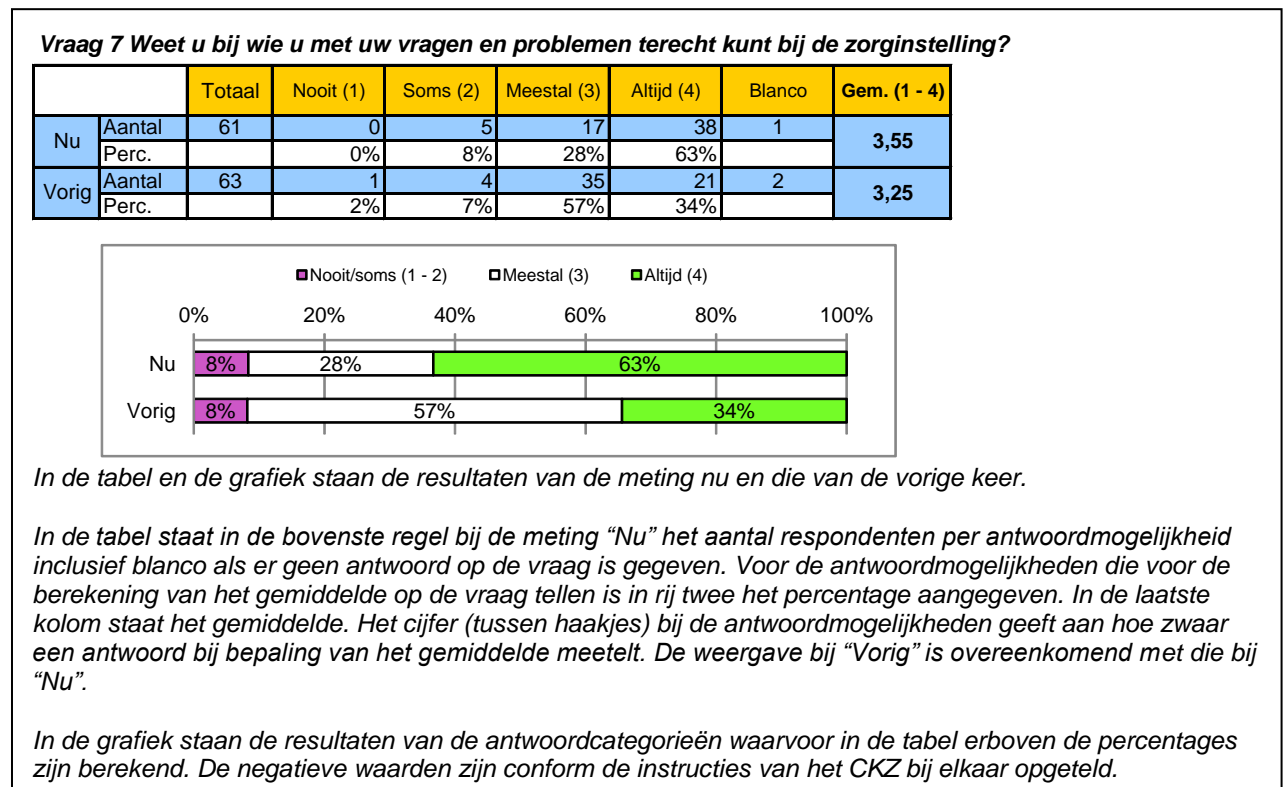 Vraag 7 Weet u bij wie u met uw vragen en problemen terecht kunt bij de zorginstelling?
Totaal Nooit (1) Soms (2) Meestal (3) Altijd (4) Blanco Gem. (1 - 4)
Nu Aantal 61 0 5 17 38 1 3,55
Perc. 0% 8% 28% 63%
Vorig Aantal 63 1 4 35 21 2 3,25
Perc. 2% 7% 57% 34%
Nooit/soms (1 - 2) Meestal (3) Altijd (4)
0% 20% 40% 60% 80% 100%
Nu 8% 28% 63%
Vorig 8% 57% 34%
In de tabel en de grafiek staan de resultaten van de meting nu en die van de vorige keer.
In de tabel staat in de bovenste regel bij de meting “Nu” het aantal respondenten per antwoordmogelijkheid
inclusief blanco als er geen antwoord op de vraag is gegeven. Voor de antwoordmogelijkheden die voor de
berekening van het gemiddelde op de vraag tellen is in rij twee het percentage aangegeven. In de laatste
kolom staat het gemiddelde. Het cijfer (tussen haakjes) bij de antwoordmogelijkheden geeft aan hoe zwaar
een antwoord bij bepaling van het gemiddelde meetelt. De weergave bij “Vorig” is overeenkomend met die bij
“Nu”.
In de grafiek staan de resultaten van de antwoordcategorieën waarvoor in de tabel erboven de percentages
zijn berekend. De negatieve waarden zijn conform de instructies van het CKZ bij elkaar opgeteld.